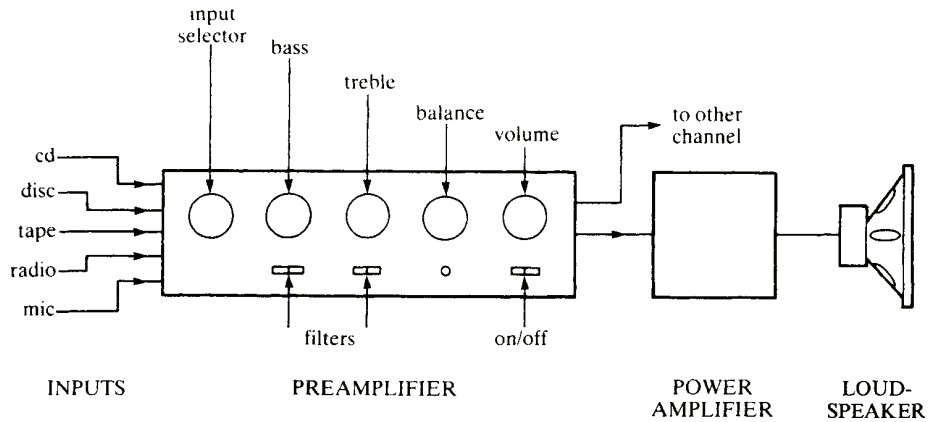 input
selector
bass
treble
balance
volume
to other
channel
cd
disc
tape
radio
mic
filters
on/off
INPUTS
PREAMPLIFIER
POWER
AMPLIFIER
LOUD-
SPEAKER